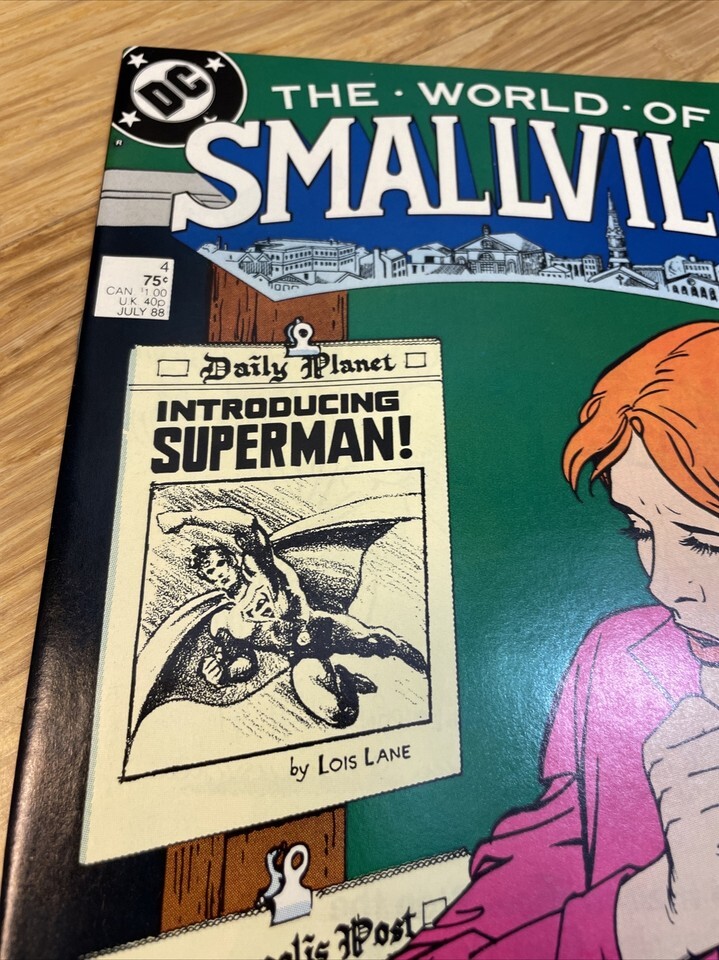 DC
THE · WORLD · OF
SMALLVIL
4
75¢
CAN. $1.00
U.K. 40p
JULY 88
Daily Planet
INTRODUCING
SUPERMAN!
S
by LOIS LANE
olis Post